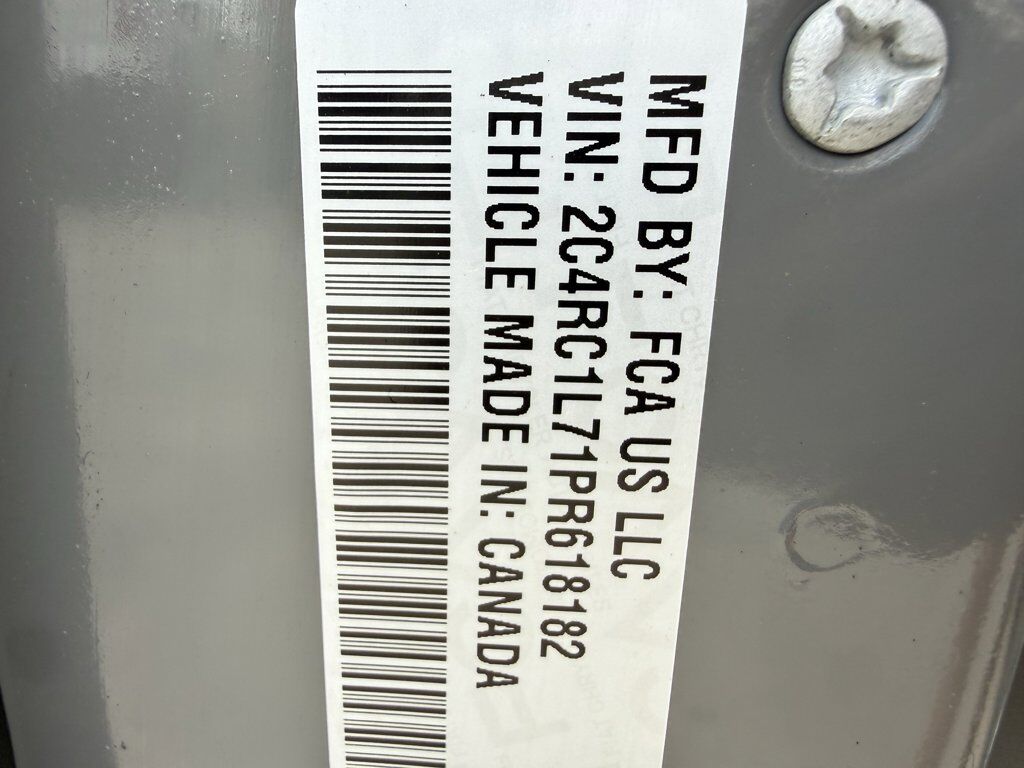 MFD BY: FCA US LLC
VIN: 2C4RC1L71PR618182
VEHICLE MADE IN: CANADA